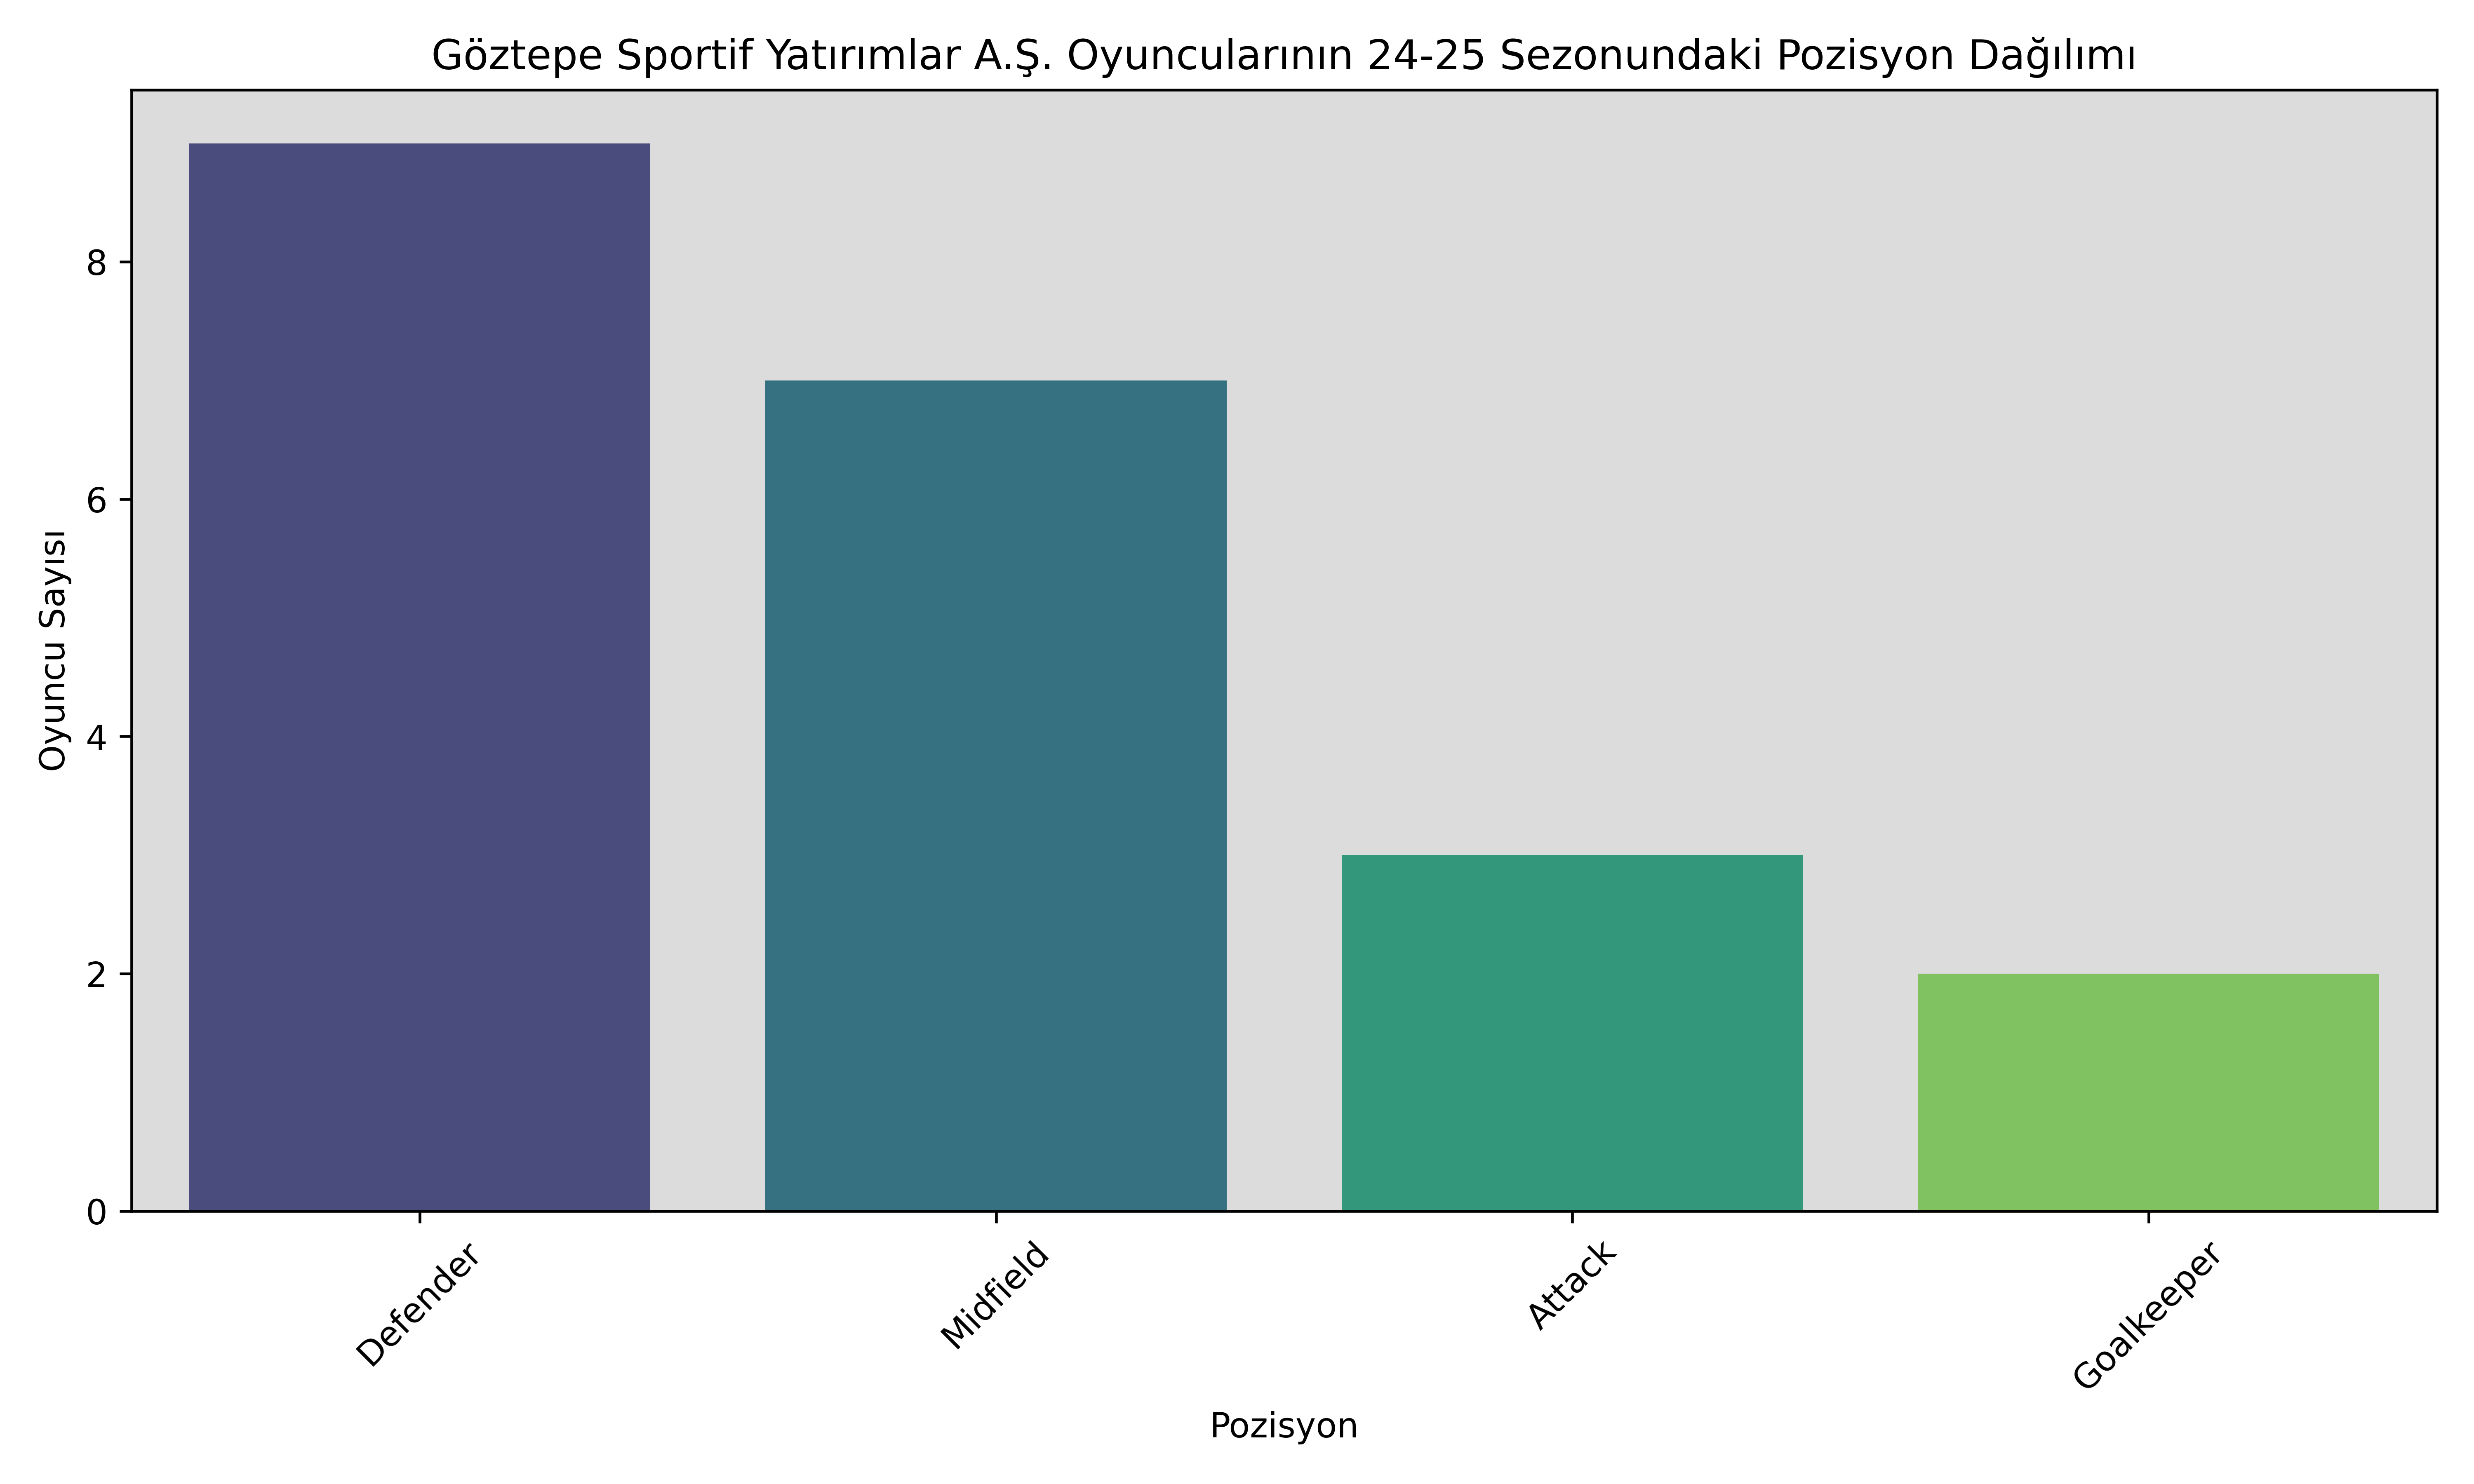 Göztepe Sportif Yatırımlar A.Ş. Oyuncularının 24-25 Sezonundaki Pozisyon Dağılımı
Oyuncu Sayısı
8
6
4
2
0
Defender
Midfield
Attack
Goalkeeper
Pozisyon